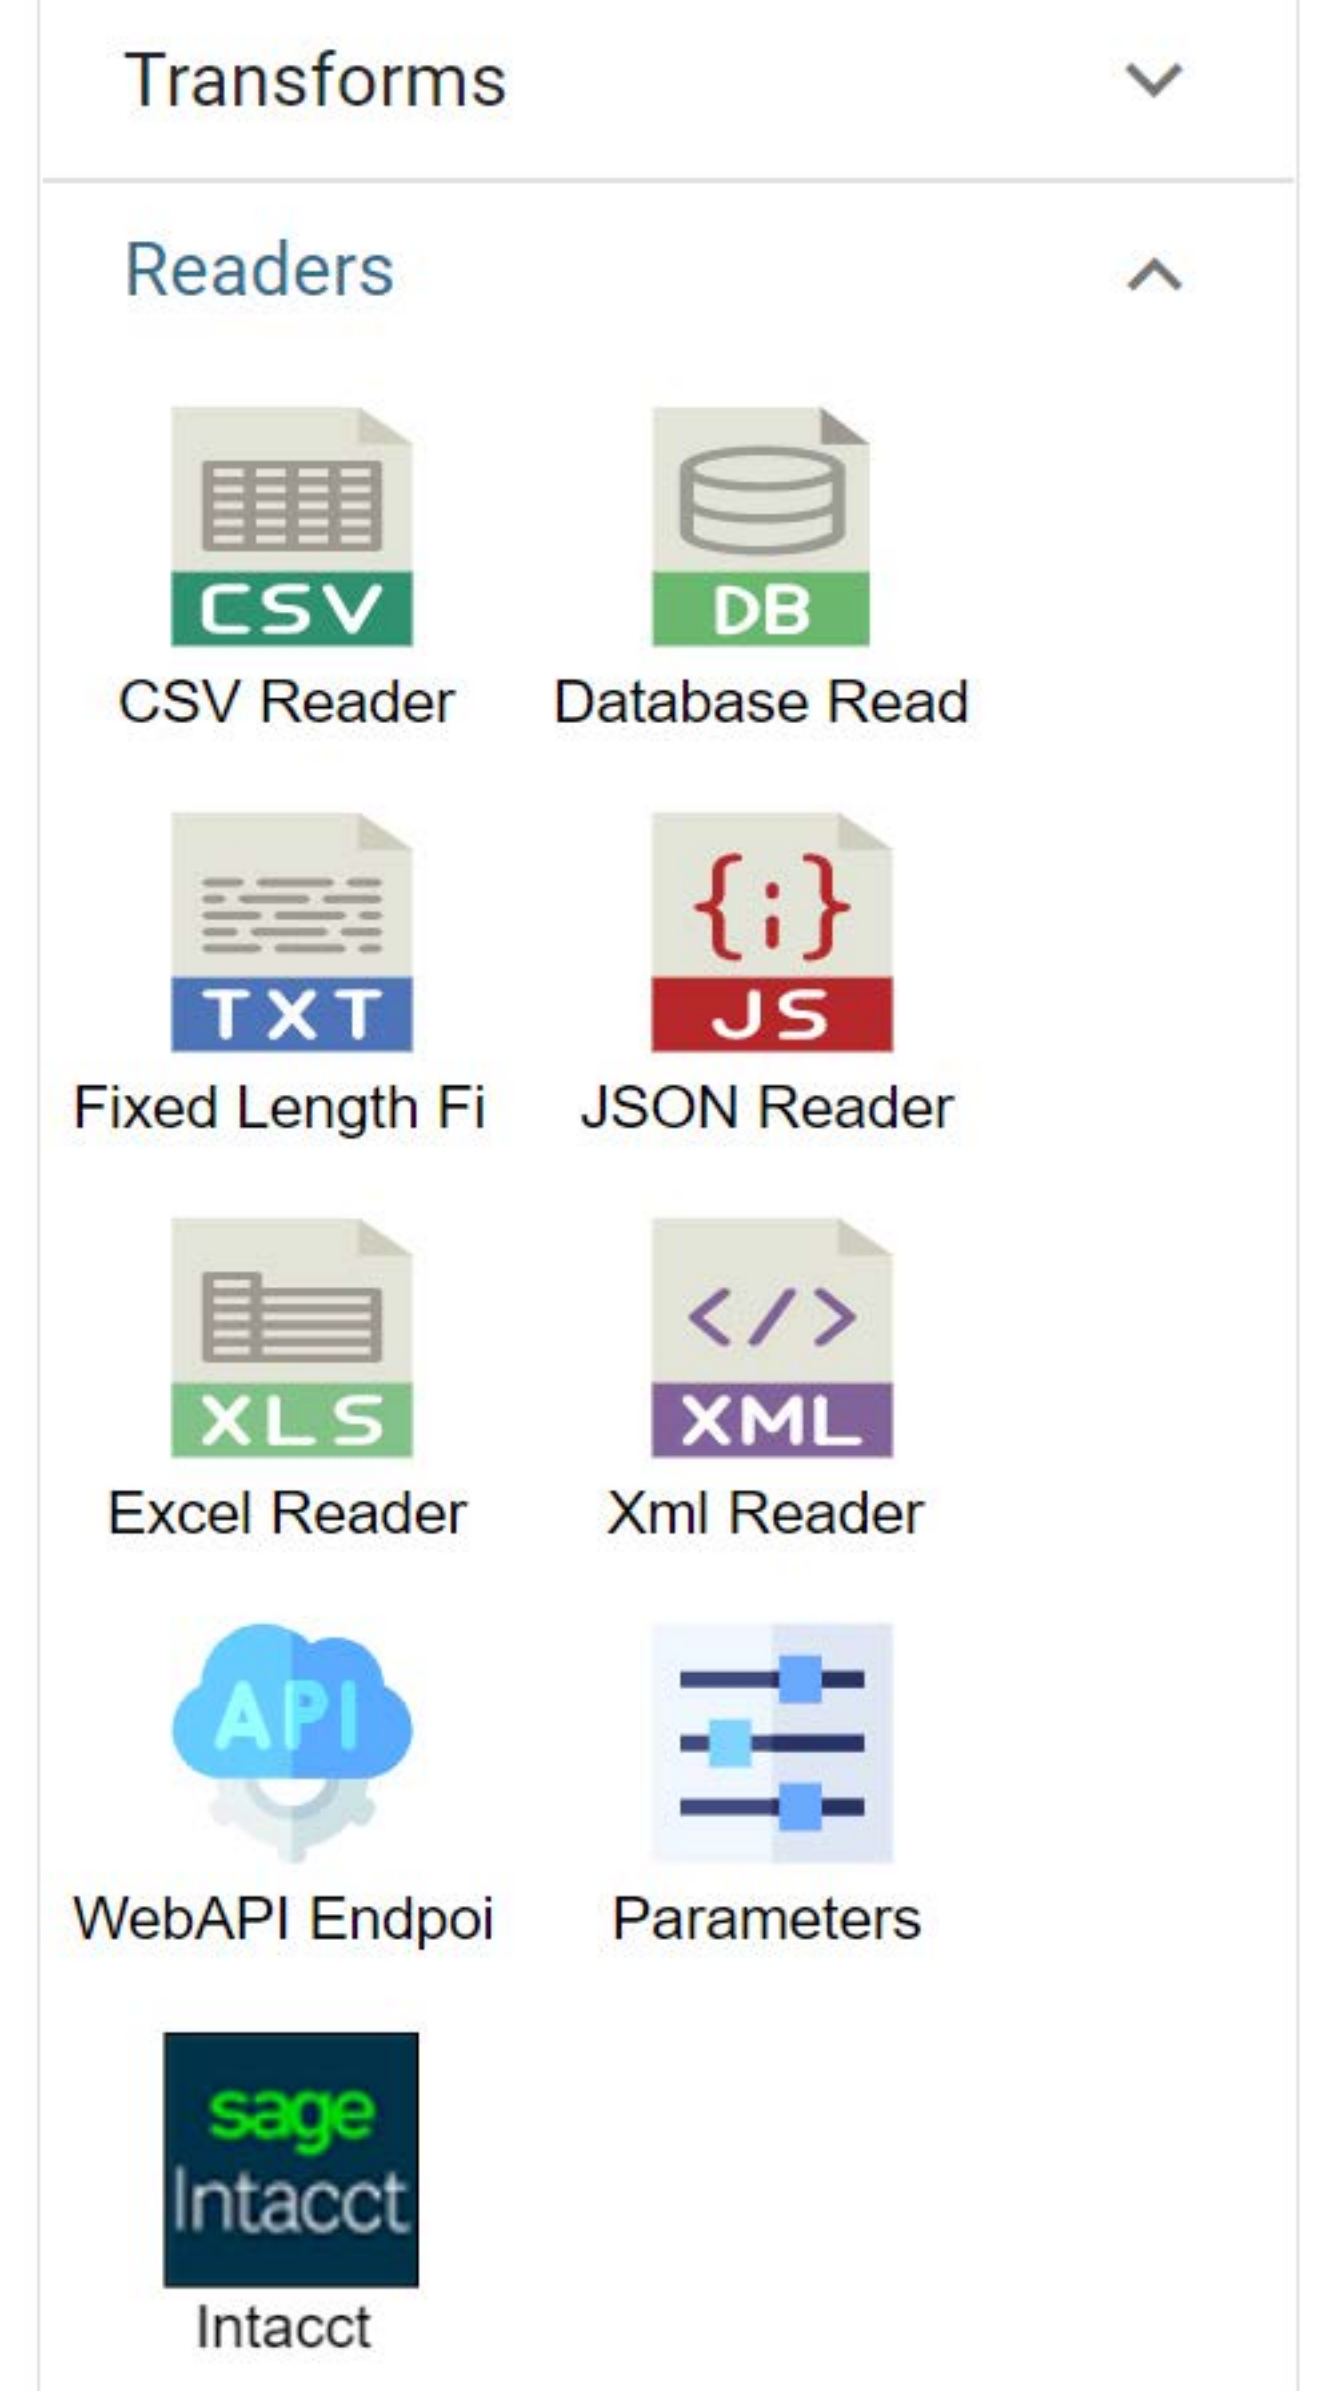 Transforms
Readers
CSV DB
CSV Reader Database Read
{;}
TXT JS
Fixed Length Fi JSON Reader
</>
XLS XML
Excel Reader Xml Reader
API
WebAPI Endpoi Parameters
sage
Intacct
Intacct